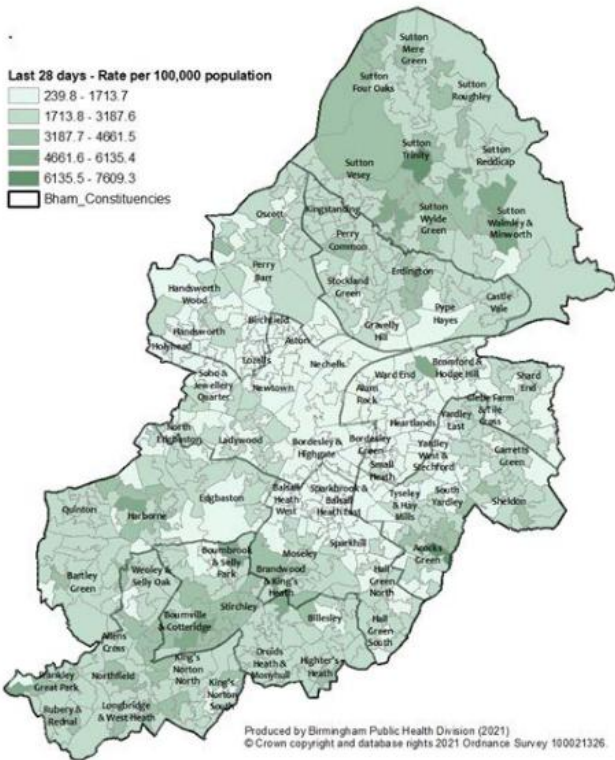 Last 28 days - Rate per 100,000 population
239.8 - 1713.7
1713.8 - 3187.6
3187.7 - 4661.5
4661.6 - 6135.4
6135.5 - 7609.3
Bham_Constituencies
Sutton
Mere
Green
Sutton
Four Oaks
Sutton
Roughley
Sutton
Trinity
Sutton
Reddicap
Sutton
Vesey
Sutton
Wylde
Green
Sutton
Walmley &
Minworth
Oscott
Kingstanding
Perry
Common
Perry
Barr
Erdington
Stockland
Green
Castle
Vale
Pype
Hayes
Gravelly
Hill
Handsworth
Wood
Handsworth
Birchfield
Holyhead
Aston
Lozells
Nechells
Soho &
Jewellery
Quarter
Newtown
Ward End
Bromford &
Hodge Hill
Shard
End
Alum
Rock
Glebe Farm
& Tile
Cross
Yardley
East
Heartlands
North
Edgbaston
Ladywood
Bordesley &
Highgate
Bordesley
Green
Small
Heath
Yardley
West &
Stechford
Garretts
Green
Sheldon
South
Yardley
Tyseley
& Hay
Mills
Quinton
Harborne
Edgbaston
Balsall
Heath
West
Sparkbrook &
Balsall
Heath East
Sparkhill
Acocks
Green
Hall
Green
North
Moseley
Bournbrook
& Selly
Park
Weoley &
Selly Oak
Bartley
Green
Brandwood
& King's
Heath
Stirchley
Bournville
& Cotteridge
Billesley
Hall
Green
South
Allens
Cross
King's
Norton
North
King's
Norton
South
Druids
Heath &
Monyhull
Highter's
Heath
Frankley
Great Park
Northfield
Rubery &
Rednal
Longbridge
& West Heath
Produced by Birmingham Public Health Division (2021)
© Crown copyright and database rights 2021 Ordnance Survey 100021326.